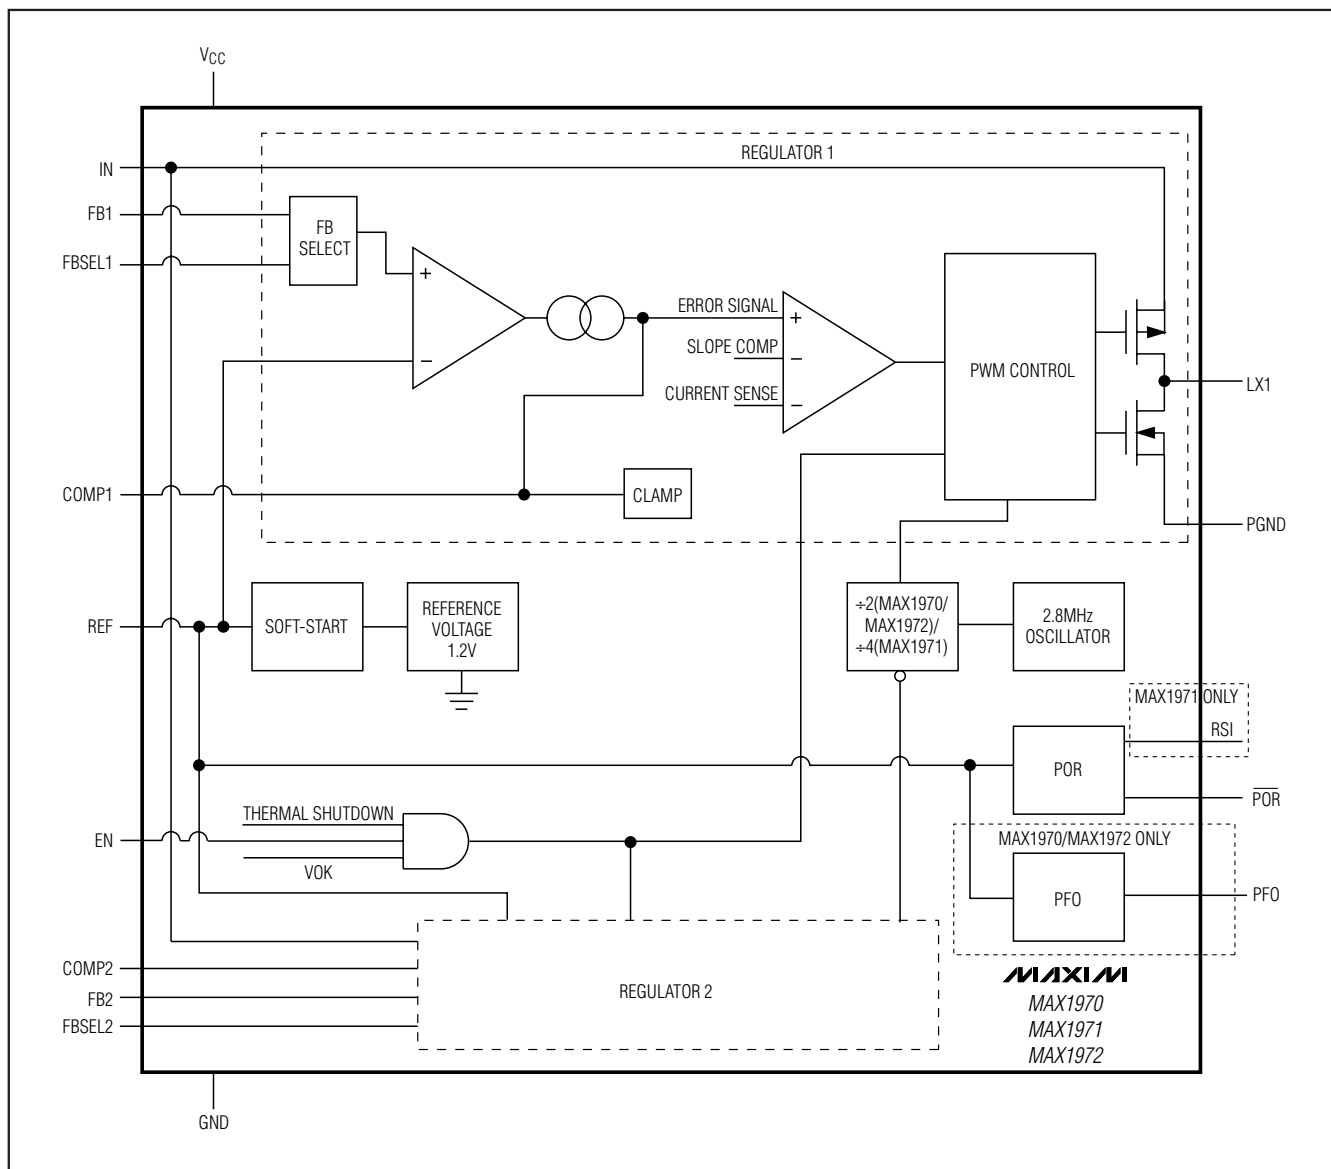 VCC
REGULATOR 1
IN
FB1
FB
SELECT
FBSEL1
+
−
ERROR SIGNAL
+
SLOPE COMP
−
CURRENT SENSE
−
PWM CONTROL
LX1
COMP1
CLAMP
PGND
REF
SOFT-START
REFERENCE
VOLTAGE
1.2V
÷2(MAX1970/
MAX1972)/
÷4(MAX1971)
2.8MHz
OSCILLATOR
MAX1971 ONLY
RSI
POR
POR
THERMAL SHUTDOWN
EN
VOK
MAX1970/MAX1972 ONLY
PFO
PFO
COMP2
FB2
FBSEL2
REGULATOR 2
MAXIM
MAX1970
MAX1971
MAX1972
GND